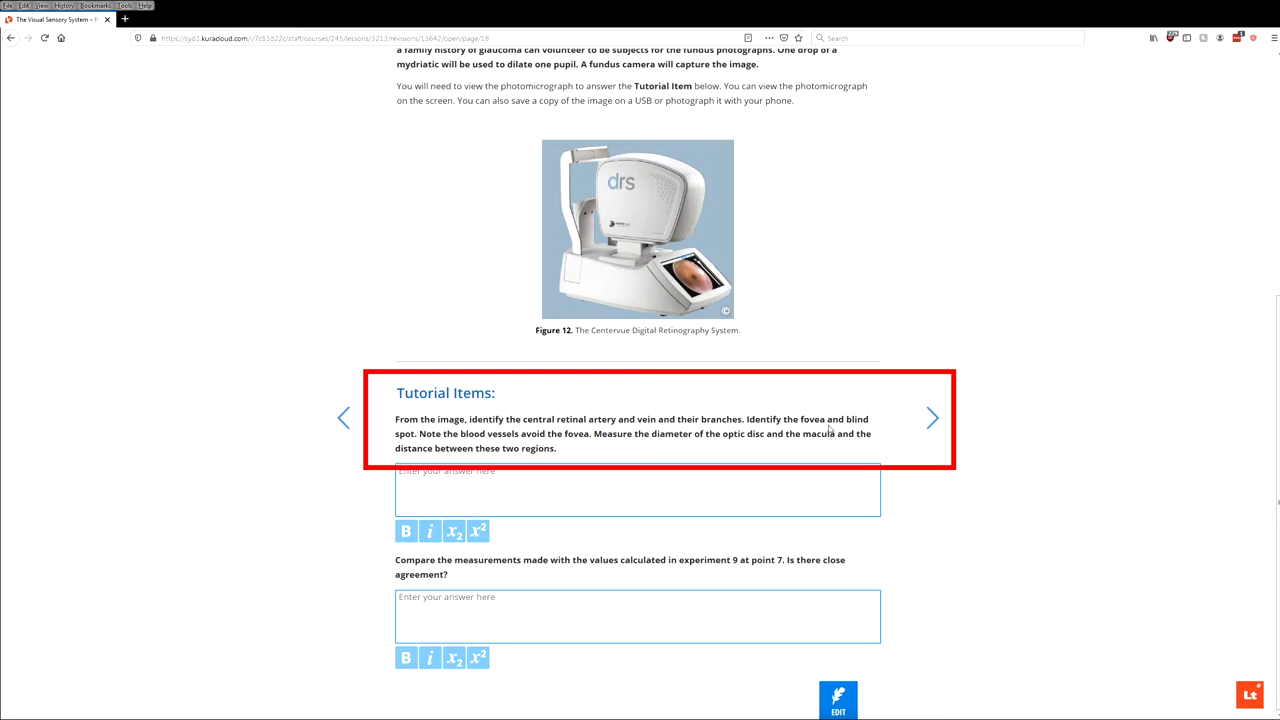 File Edit View History Bookmarks Tools Help
The Visual Sensory System –
Search
a family history of glaucoma can volunteer to be subjects for the fundus photographs. One drop of a
mydriatic will be used to dilate one pupil. A fundus camera will capture the image.
You will need to view the photomicrograph to answer the Tutorial Item below. You can view the photomicrograph
on the screen. You can also save a copy of the image on a USB or photograph it with your phone.
drs
©
Figure 12. The Centervue Digital Retinography System.
Tutorial Items:
From the image, identify the central retinal artery and vein and their branches. Identify the fovea and blind
spot. Note the blood vessels avoid the fovea. Measure the diameter of the optic disc and the macula and the
distance between these two regions.
Enter your answer here
B i x₂ x²
Compare the measurements made with the values calculated in experiment 9 at point 7. Is there close
agreement?
Enter your answer here
B i x₂ x²
EDIT
Lt